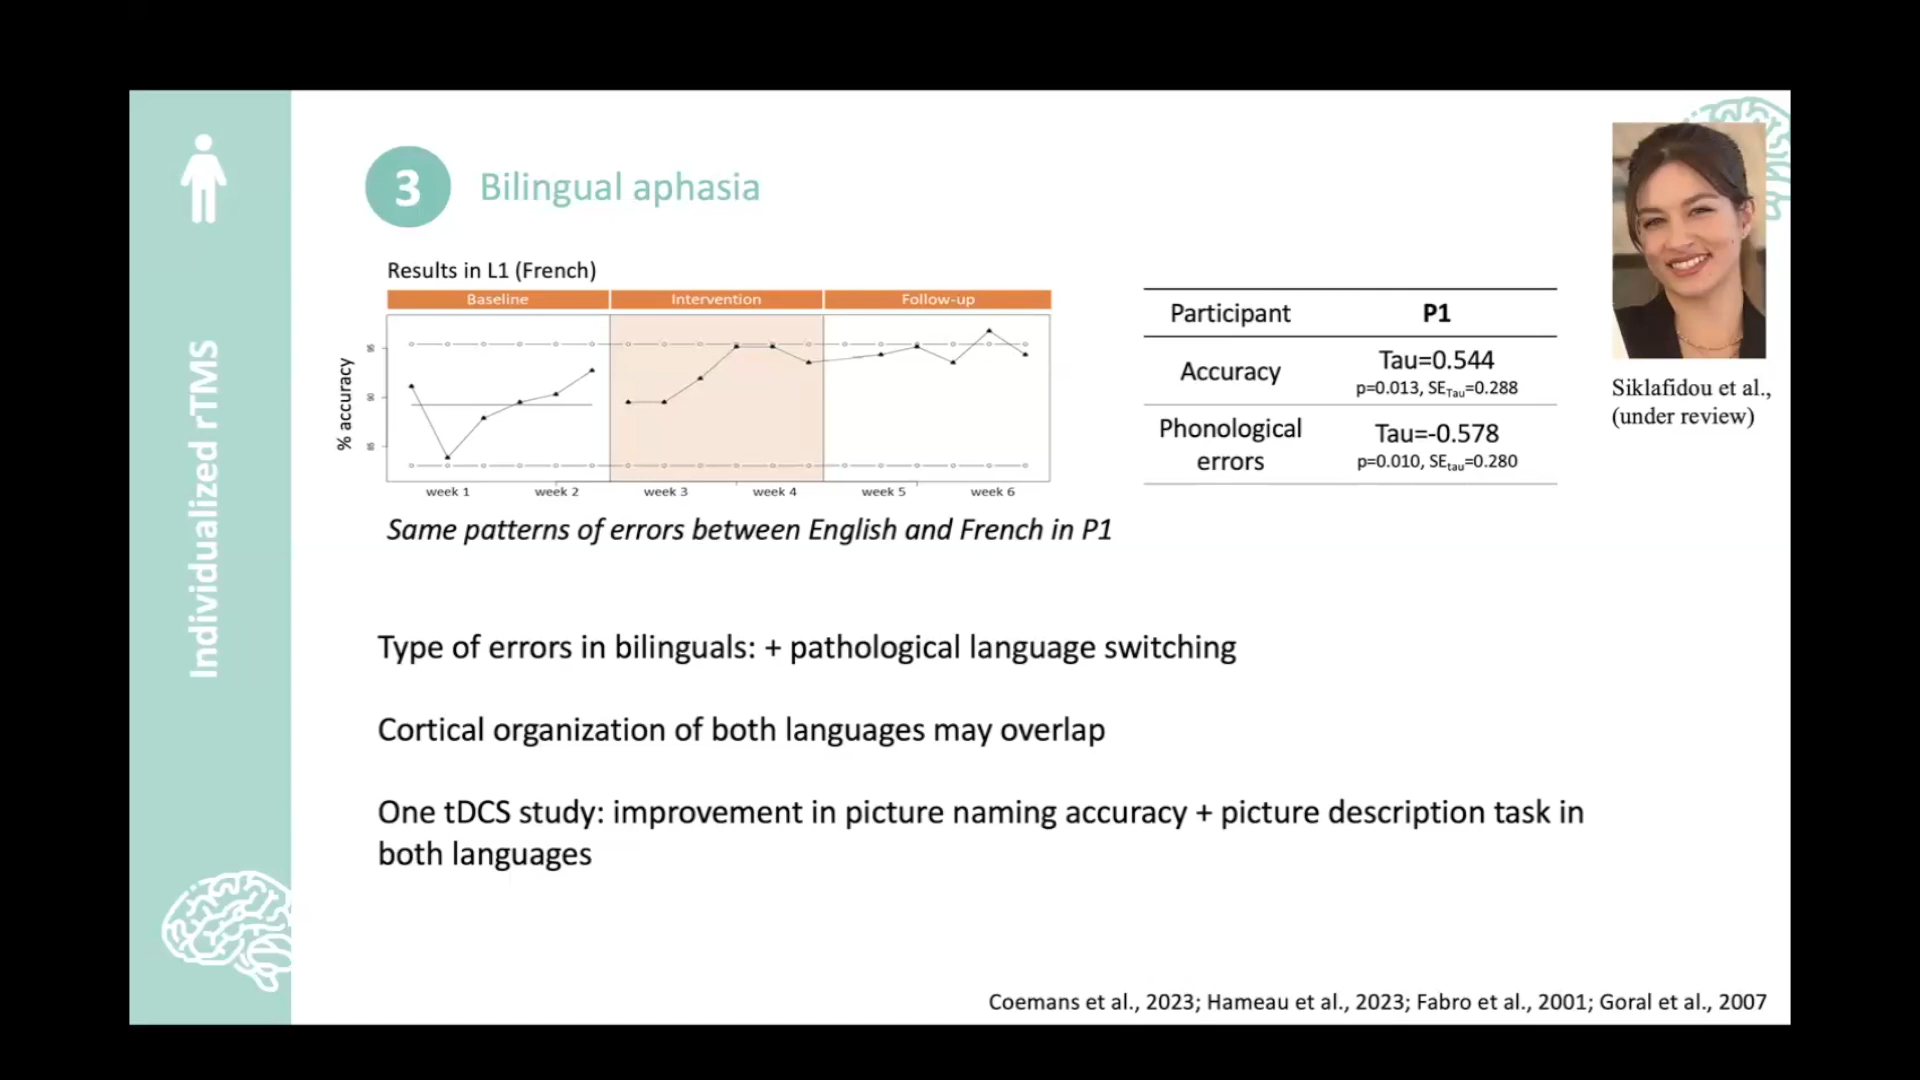 Individualized rTMS
3 Bilingual aphasia
Results in L1 (French)
Baseline Intervention Follow-up
% accuracy
95
90
85
week 1 week 2 week 3 week 4 week 5 week 6
Same patterns of errors between English and French in P1
Participant P1
Accuracy Tau=0.544
p=0.013, SETau=0.288
Phonological errors Tau=-0.578
p=0.010, SEtau=0.280
Siklafidou et al.,
(under review)
Type of errors in bilinguals: + pathological language switching
Cortical organization of both languages may overlap
One tDCS study: improvement in picture naming accuracy + picture description task in
both languages
Coemans et al., 2023; Hameau et al., 2023; Fabro et al., 2001; Goral et al., 2007